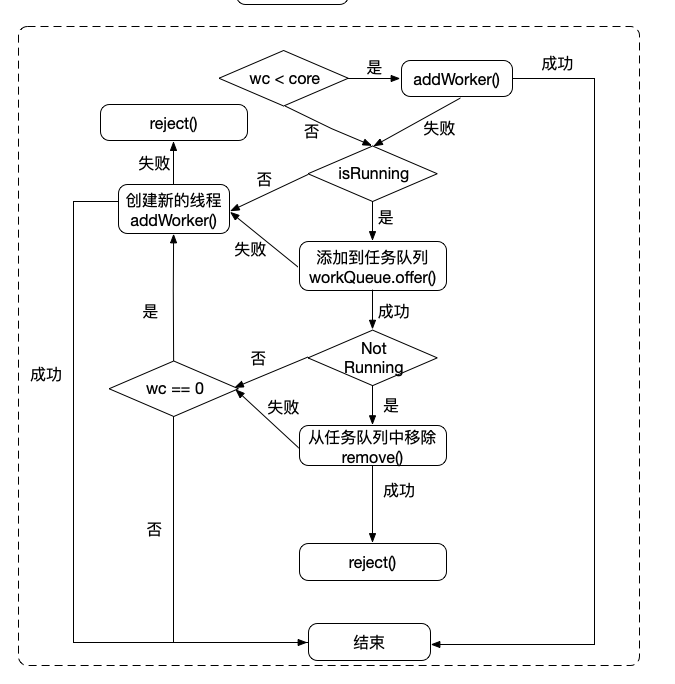 wc < core
是
addWorker()
成功
reject()
否
失败
失败
isRunning
否
创建新的线程
addWorker()
是
失败
添加到任务队列
workQueue.offer()
是
成功
Not
Running
否
成功
wc == 0
失败
是
从任务队列中移除
remove()
成功
否
reject()
结束